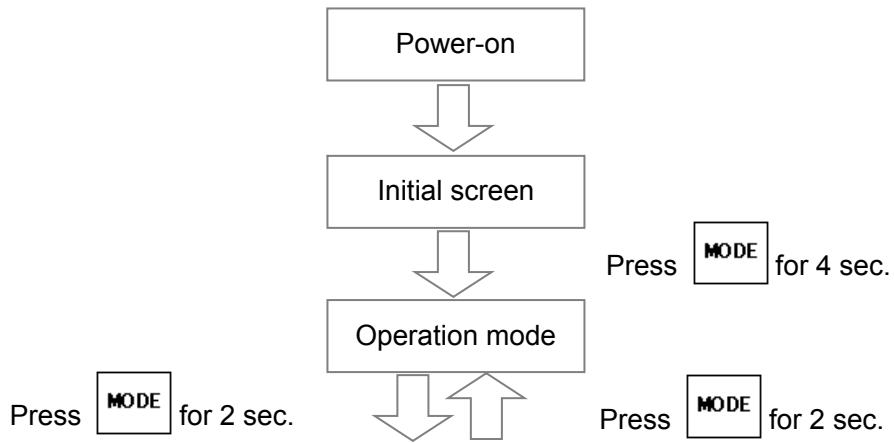 Power-on
Initial screen
Press MODE for 4 sec.
Operation mode
Press MODE for 2 sec.
Press MODE for 2 sec.